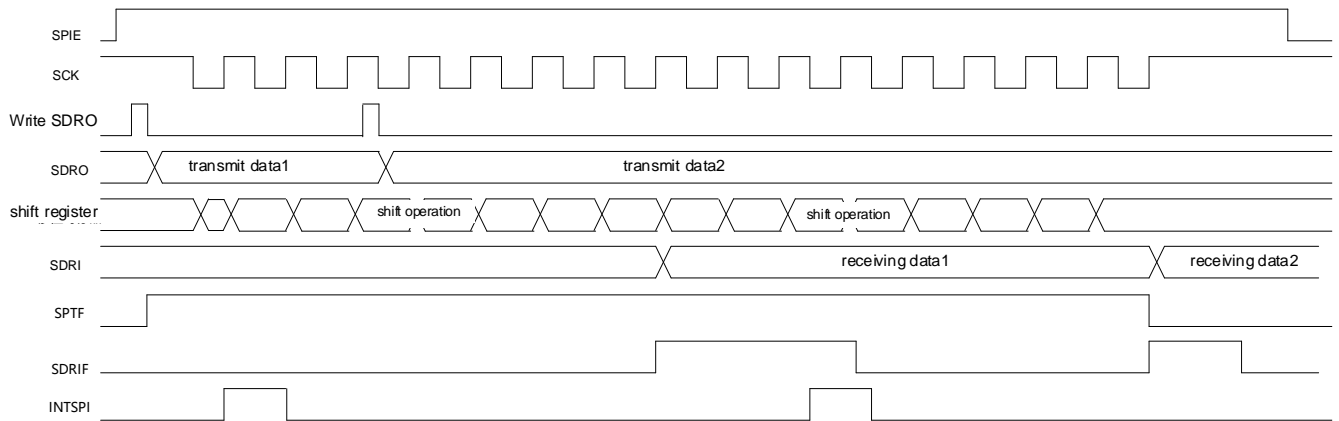 SPIE
SCK
Write SDRO
SDRO transmit data1 transmit data2
shift register shift operation shift operation
SDRI receiving data1 receiving data2
SPTF
SDRIF
INTSPI